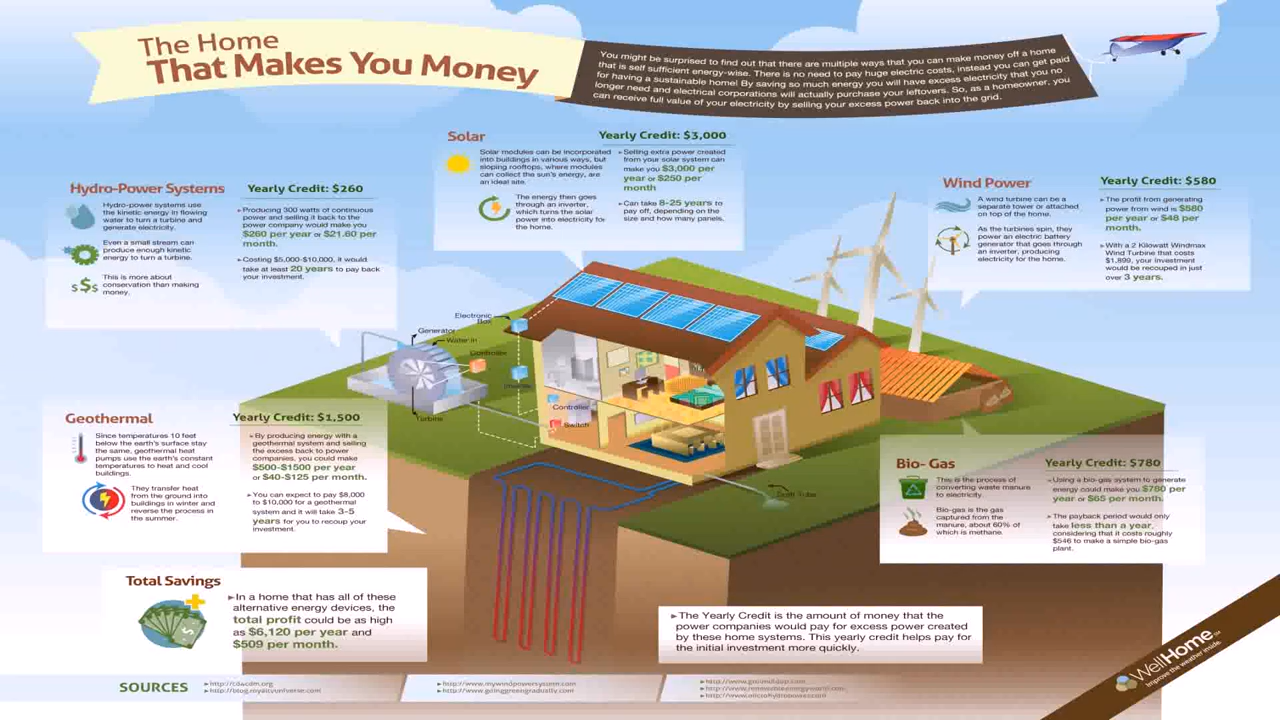 The Home
That Makes You Money
You might be surprised to find out that there are multiple ways that you can make money off a home
that is self sufficient energy-wise. There is no need to pay huge electric costs, instead you can get paid
for having a sustainable home! By saving so much energy you will have excess electricity that you no
longer need and electrical corporations will actually purchase your leftovers. So, as a homeowner, you
can receive full value of your electricity by selling your excess power back into the grid.
Solar
Yearly Credit: $3,000
Solar modules can be incorporated
into buildings in various ways, but
sloping rooftops, where modules
can collect the sun's energy, are
an ideal site.
The energy then goes
through an inverter,
which turns the solar
power into electricity for
the home.
Selling extra power created
from your solar system can
make you $3,000 per
year or $250 per
month
Can take 8-25 years to
pay off, depending on the
size and how many panels.
Hydro-Power Systems
Yearly Credit: $260
Hydro-power systems use
the kinetic energy in flowing
water to turn a turbine and
generate electricity.
Even a small stream can
produce enough kinetic
energy to turn a turbine.
This is more about
conservation than making
money.
$$$
Producing 300 watts of continuous
power and selling it back to the
power company would make you
$260 per year or $21.60 per
month.
Costing $5,000-$10,000, it would
take at least 20 years to pay back
your investment.
Wind Power
Yearly Credit: $580
A wind turbine can be a
separate tower or attached
on top of the home.
As the turbines spin, they
power an electric battery
generator that goes through
an inverter, producing
electricity for the home.
The profit from generating
power from wind is $580
per year or $48 per
month.
With a 2 Kilowatt Windmax
Wind Turbine that costs
$1,899, your investment
would be recouped in just
over 3 years.
Electronic
Box
Generator
Water in
Controller
Turbine
Controller
Switch
Geothermal
Yearly Credit: $1,500
Since temperatures 10 feet
below the earth's surface stay
the same, geothermal heat
pumps use the earth's constant
temperatures to heat and cool
buildings.
They transfer heat
from the ground into
buildings in winter and
reverse the process in
the summer.
By producing energy with a
geothermal system and selling
the excess back to power
companies, you could make
$500-$1500 per year
or $40-$125 per month.
You can expect to pay $8,000
to $10,000 for a geothermal
system and it will take 3-5
years for you to recoup your
investment.
Bio- Gas
Yearly Credit: $780
This is the process of
converting waste manure
to electricity.
Bio-gas is the gas
captured from the
manure, about 60% of
which is methane.
Using a bio-gas system to generate
energy could make you $780 per
year or $65 per month.
The payback period would only
take less than a year,
considering that it costs roughly
$546 to make a simple bio-gas
plant.
Total Savings
In a home that has all of these
alternative energy devices, the
total profit could be as high
as $6,120 per year and
$509 per month.
The Yearly Credit is the amount of money that the
power companies would pay for excess power created
by these home systems. This yearly credit helps pay for
the initial investment more quickly.
SOURCES
http://www.mywindpowersystem.com
http://www.goinggreengradually.com
WellHome
Improve the weather inside.